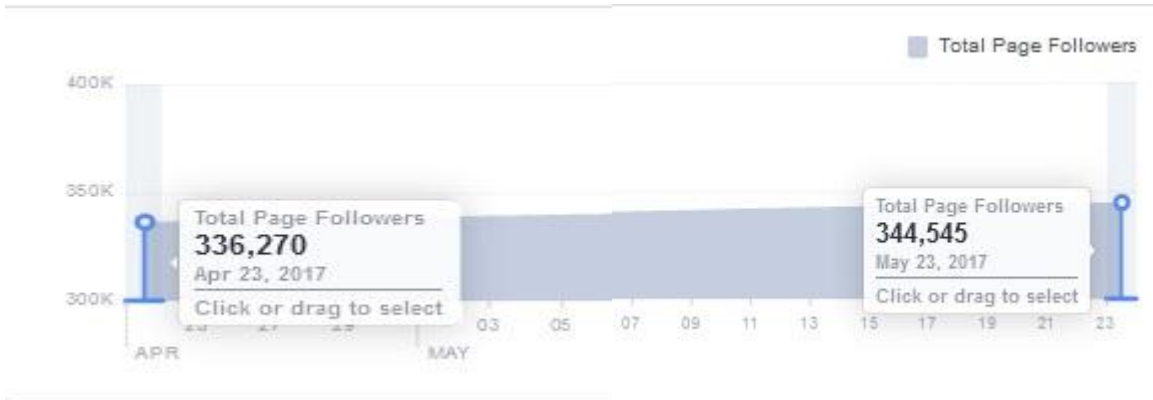 Total Page Followers
400K
350K
300K
Total Page Followers
336,270
Apr 23, 2017
Click or drag to select
Total Page Followers
344,545
May 23, 2017
Click or drag to select
03 05 07 09 11 13 15 17 19 21 23
APR MAY